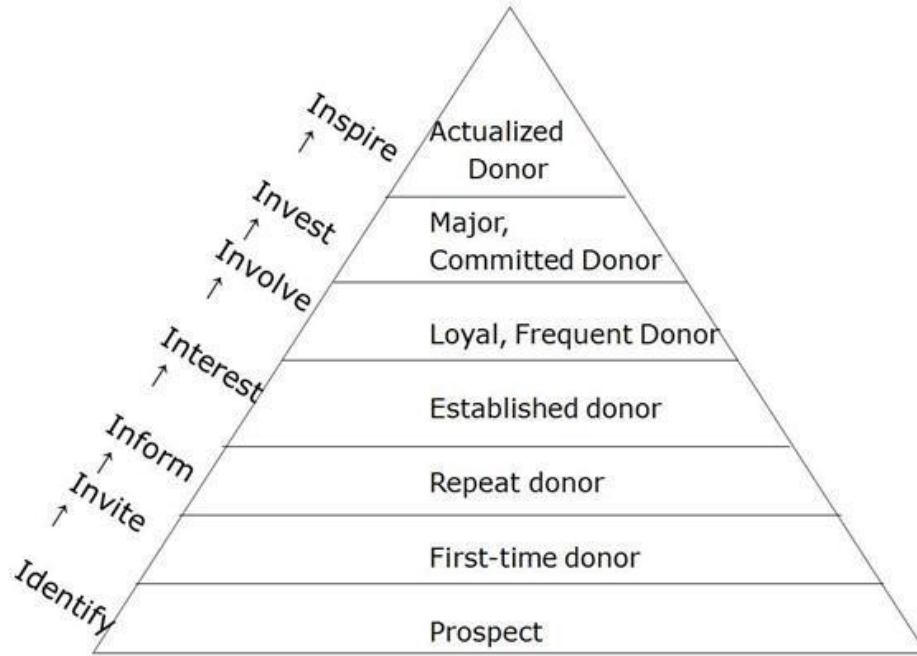 Inspire
↑
Invest
↑
Involve
↑
Interest
↑
Inform
↑
Invite
↑
Identify
Actualized
Donor
Major,
Committed Donor
Loyal, Frequent Donor
Established donor
Repeat donor
First-time donor
Prospect